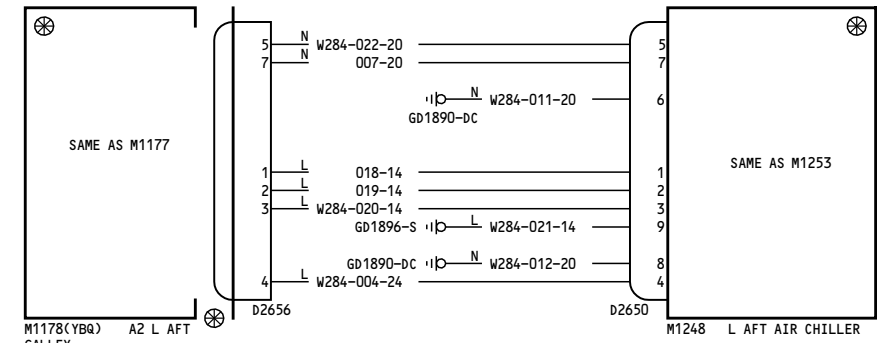 5 N W284-022-20 5
7 N 007-20 7
N W284-011-20 6
GD1890-DC
SAME AS M1177
SAME AS M1253
1 L 018-14 1
2 L 019-14 2
3 L W284-020-14 3
GD1896-S L W284-021-14 9
GD1890-DC N W284-012-20 8
4 L W284-004-24 4
D2656
D2650
M1178(YBQ) A2 L AFT
GALLEY
M1248 L AFT AIR CHILLER